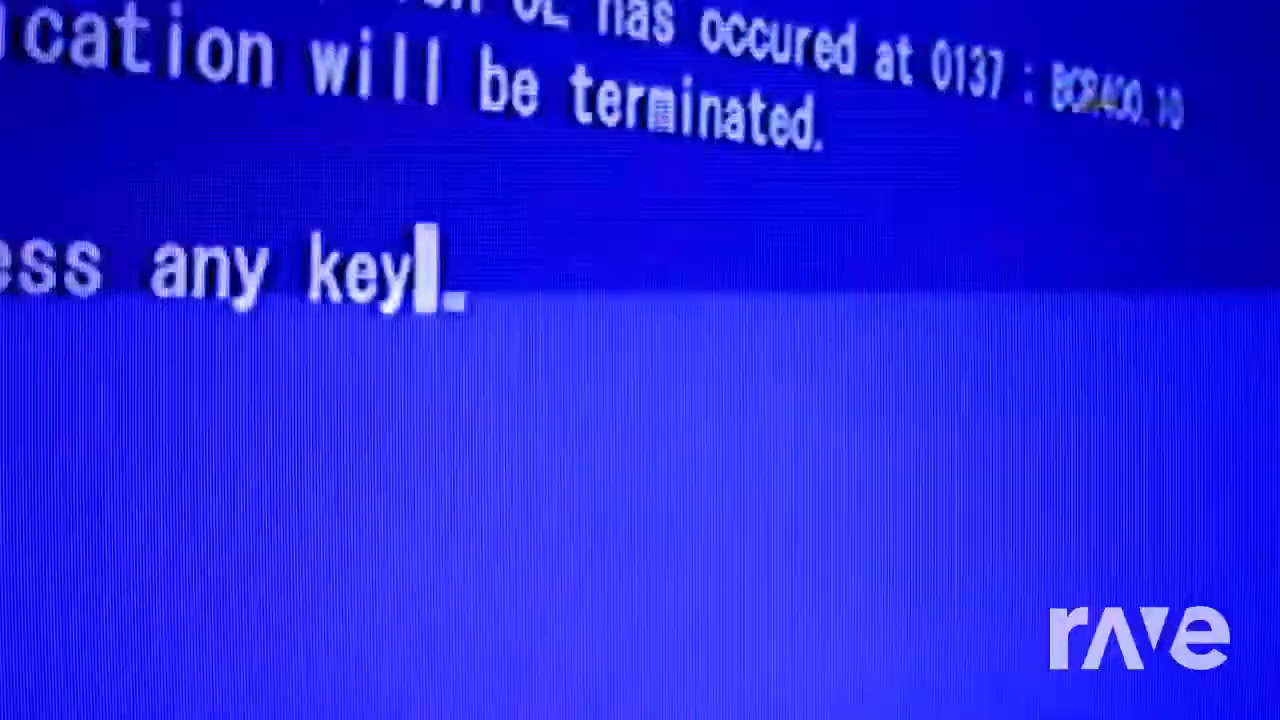 has occured at 0137 :
ication will be terminated.
ess any key.
rave